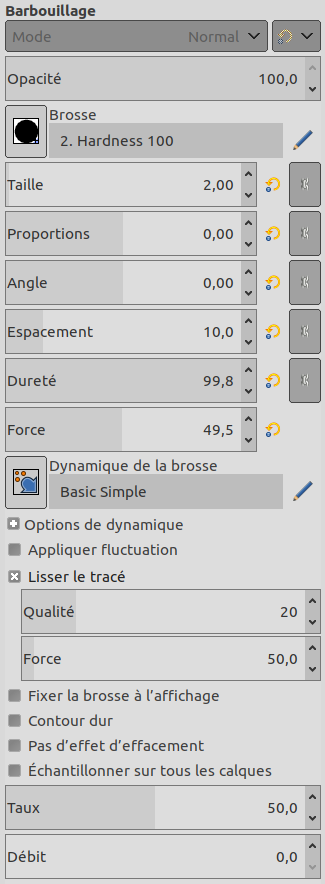 Barbouillage
Mode Normal
Opacité 100,0
Brosse
2. Hardness 100
Taille 2,00
Proportions 0,00
Angle 0,00
Espacement 10,0
Dureté 99,8
Force 49,5
Dynamique de la brosse
Basic Simple
Options de dynamique
Appliquer fluctuation
Lisser le tracé
Qualité 20
Force 50,0
Fixer la brosse à l’affichage
Contour dur
Pas d’effet d’effacement
Échantillonner sur tous les calques
Taux 50,0
Débit 0,0